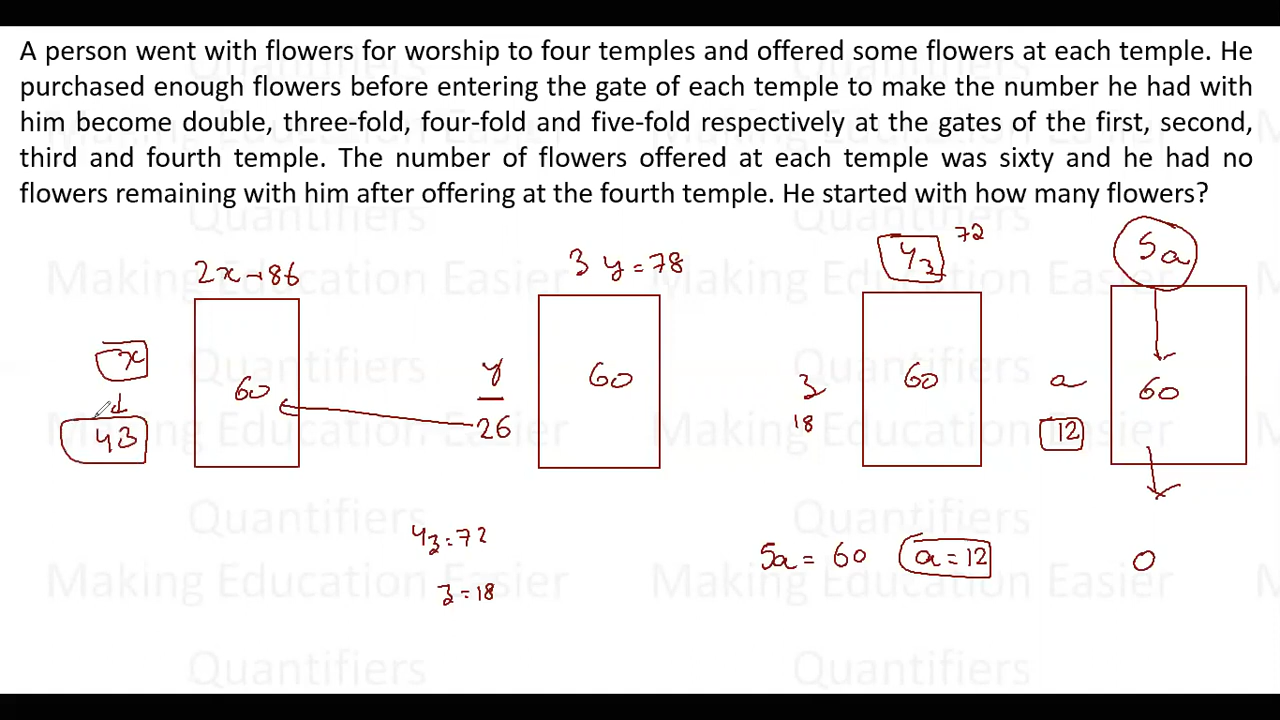 A person went with flowers for worship to four temples and offered some flowers at each temple. He
purchased enough flowers before entering the gate of each temple to make the number he had with
him become double, three-fold, four-fold and five-fold respectively at the gates of the first, second,
third and fourth temple. The number of flowers offered at each temple was sixty and he had no
flowers remaining with him after offering at the fourth temple. He started with how many flowers?
2x→86
3y=78
4z
72
5a
x
60
y
60
z
60
a
60
43
26
18
12
4z=72
5a = 60
a=12
0
z=18
Quantifiers
Making Education Easier